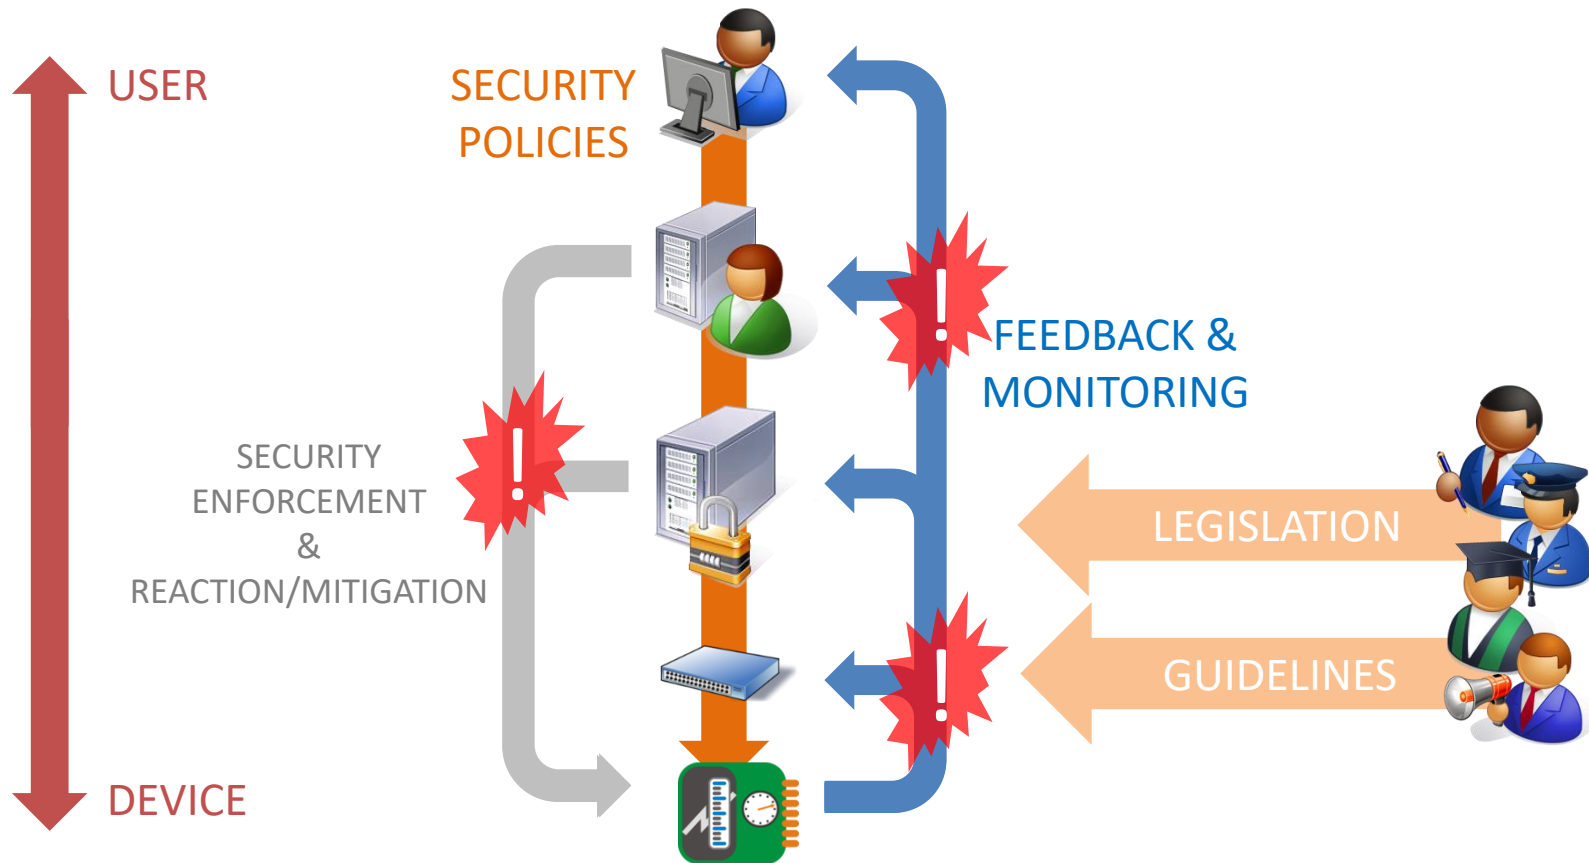 USER
SECURITY
POLICIES
!
FEEDBACK &
MONITORING
!
SECURITY
ENFORCEMENT
&
REACTION/MITIGATION
LEGISLATION
!
GUIDELINES
DEVICE